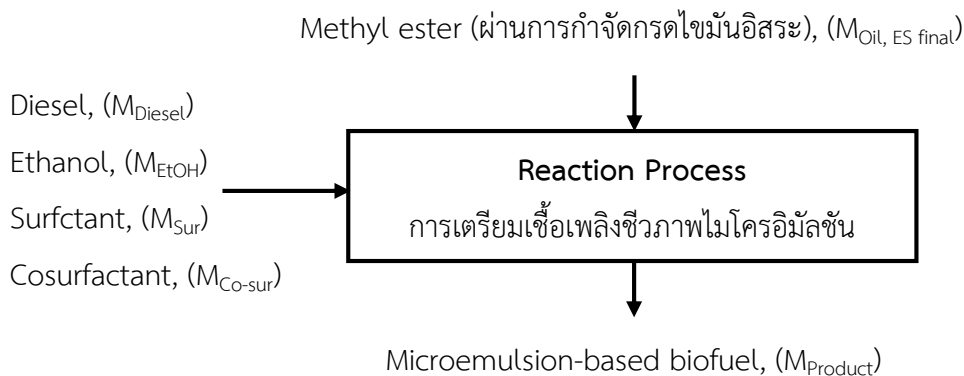 Methyl ester (ผ่านการกำจัดกรดไขมันอิสระ), (M_Oil, ES final)
Diesel, (M_Diesel)
Ethanol, (M_EtOH)
Surfctant, (M_Sur)
Cosurfactant, (M_Co-sur)
Reaction Process
การเตรียมเชื้อเพลิงชีวภาพไมโครอิมัลชัน
Microemulsion-based biofuel, (M_Product)